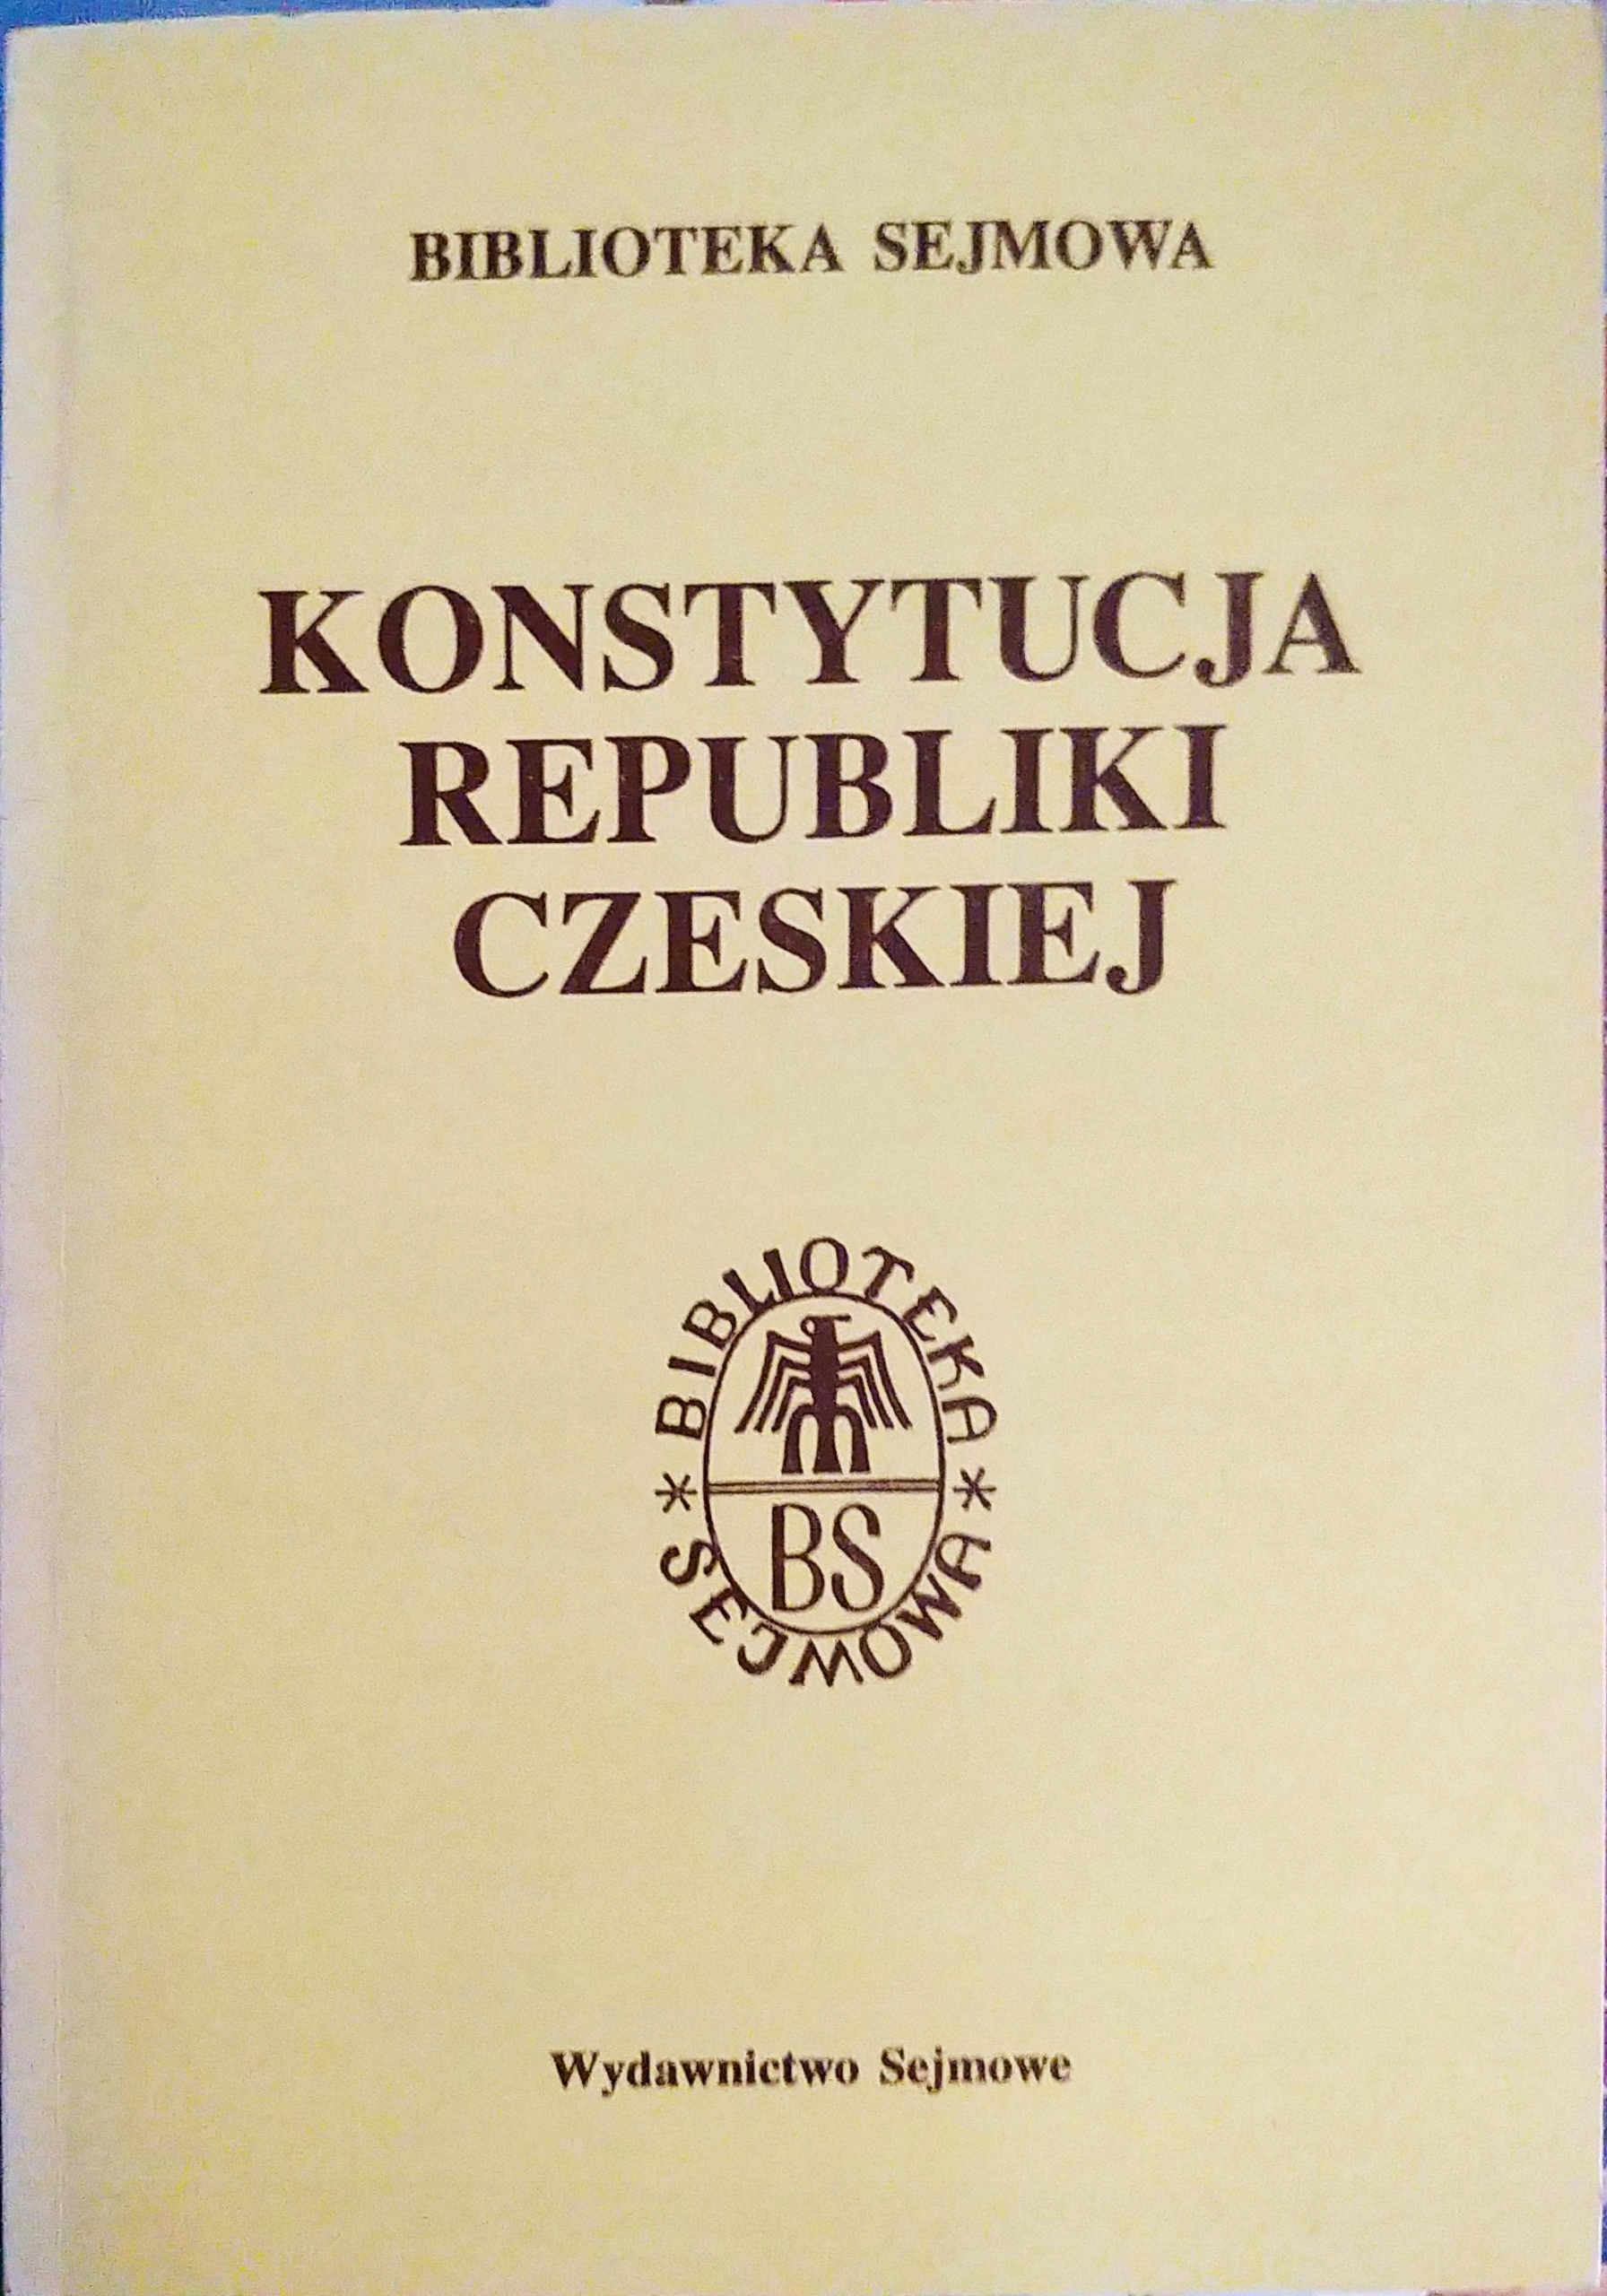 BIBLIOTEKA SEJMOWA
KONSTYTUCJA
REPUBLIKI
CZESKIEJ
BIBLIOTEKA
BS
* SEJMOWA *
Wydawnictwo Sejmowe